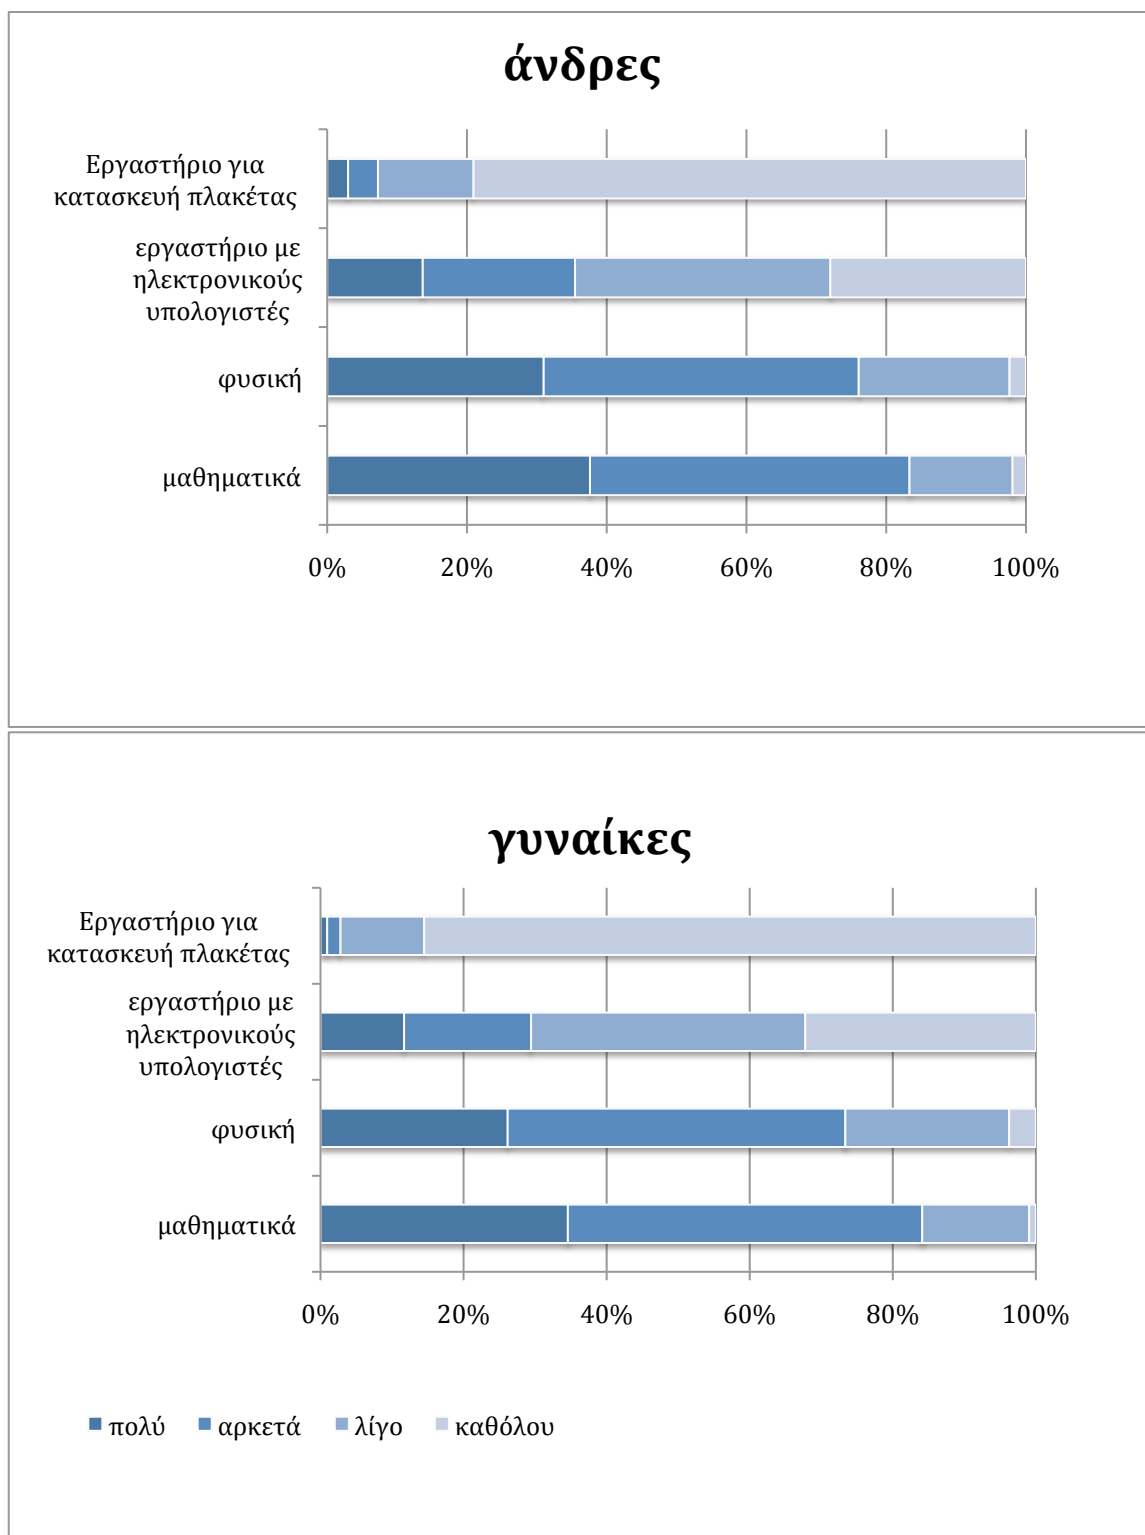 άνδρες
Εργαστήριο για
κατασκευή πλακέτας
εργαστήριο με
ηλεκτρονικούς
υπολογιστές
φυσική
μαθηματικά
0% 20% 40% 60% 80% 100%
γυναίκες
Εργαστήριο για
κατασκευή πλακέτας
εργαστήριο με
ηλεκτρονικούς
υπολογιστές
φυσική
μαθηματικά
0% 20% 40% 60% 80% 100%
πολύ αρκετά λίγο καθόλου